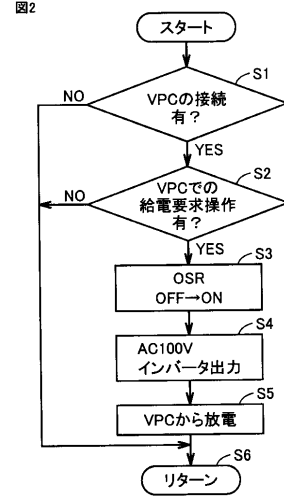 図2
スタート
S1
VPCの接続
有？
NO
YES
S2
VPCでの
給電要求操作
有？
NO
YES
S3
OSR
OFF→ON
S4
AC100V
インバータ出力
S5
VPCから放電
S6
リターン